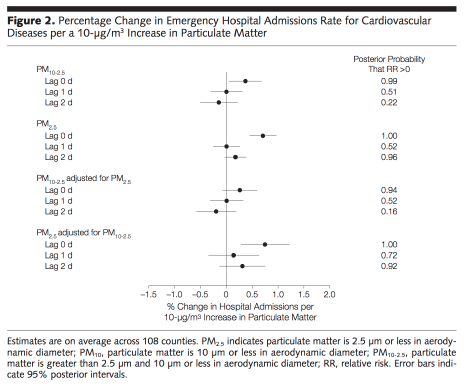 Figure 2. Percentage Change in Emergency Hospital Admissions Rate for Cardiovascular
Diseases per a 10-µg/m³ Increase in Particulate Matter
Posterior Probability
That RR >0
PM10-2.5
Lag 0 d 0.99
Lag 1 d 0.51
Lag 2 d 0.22
PM2.5
Lag 0 d 1.00
Lag 1 d 0.52
Lag 2 d 0.96
PM10-2.5 adjusted for PM2.5
Lag 0 d 0.94
Lag 1 d 0.52
Lag 2 d 0.16
PM2.5 adjusted for PM10-2.5
Lag 0 d 1.00
Lag 1 d 0.72
Lag 2 d 0.92
−1.5 −1.0 −0.5 0 0.5 1.0 1.5 2.0
% Change in Hospital Admissions per
10-µg/m³ Increase in Particulate Matter
Estimates are on average across 108 counties. PM2.5 indicates particulate matter is 2.5 µm or less in aerody-
namic diameter; PM10, particulate matter is 10 µm or less in aerodynamic diameter; PM10-2.5, particulate
matter is greater than 2.5 µm and 10 µm or less in aerodynamic diameter; RR, relative risk. Error bars indi-
cate 95% posterior intervals.